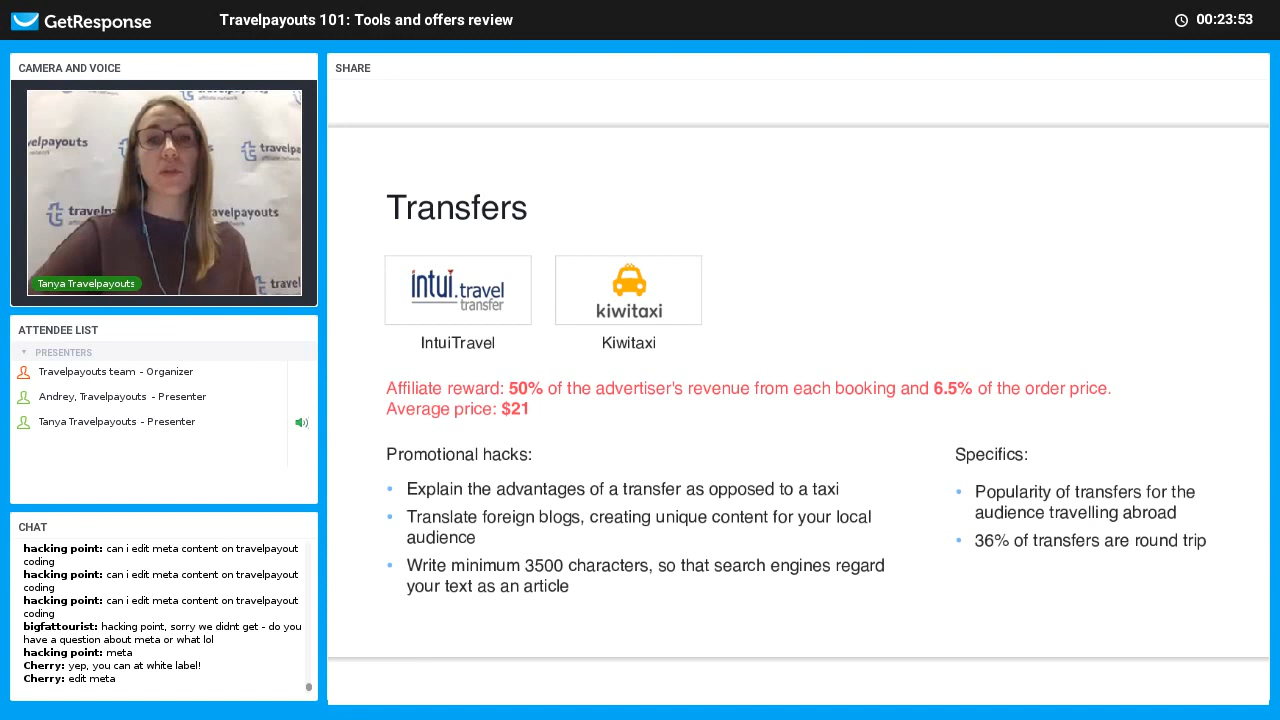 GetResponse
Travelpayouts 101: Tools and offers review
00:23:53
CAMERA AND VOICE
travelpayouts
affiliate network
travelpayouts
Tanya Travelpayouts
ATTENDEE LIST
PRESENTERS
Travelpayouts team - Organizer
Andrey, Travelpayouts - Presenter
Tanya Travelpayouts - Presenter
CHAT
hacking point: can i edit meta content on travelpayout
coding
hacking point: can i edit meta content on travelpayout
coding
hacking point: can i edit meta content on travelpayout
coding
bigfattourist: hacking point, sorry we didnt get - do you
have a question about meta or what lol
hacking point: meta
Cherry: yep, you can at white label!
Cherry: edit meta
SHARE
Transfers
intui.travel
transfer
kiwitaxi
IntuiTravel
Kiwitaxi
Affiliate reward: 50% of the advertiser's revenue from each booking and 6.5% of the order price.
Average price: $21
Promotional hacks:
• Explain the advantages of a transfer as opposed to a taxi
• Translate foreign blogs, creating unique content for your local
audience
• Write minimum 3500 characters, so that search engines regard
your text as an article
Specifics:
• Popularity of transfers for the
audience travelling abroad
• 36% of transfers are round trip